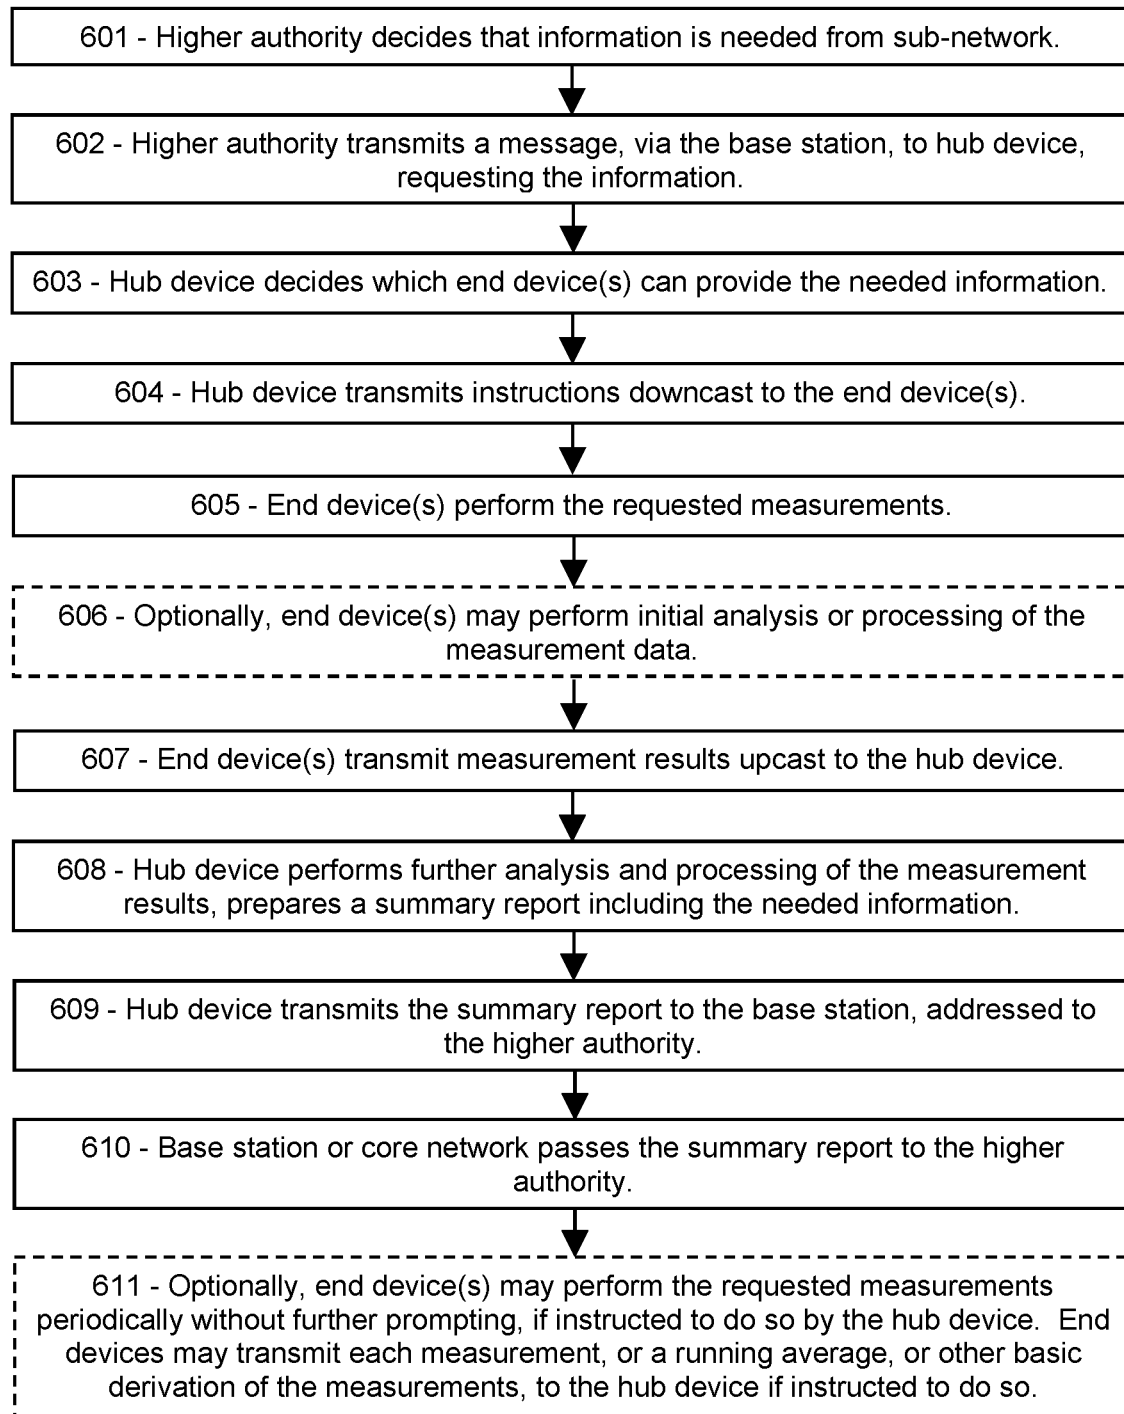 601 - Higher authority decides that information is needed from sub-network.
602 - Higher authority transmits a message, via the base station, to hub device,
requesting the information.
603 - Hub device decides which end device(s) can provide the needed information.
604 - Hub device transmits instructions downcast to the end device(s).
605 - End device(s) perform the requested measurements.
606 - Optionally, end device(s) may perform initial analysis or processing of the
measurement data.
607 - End device(s) transmit measurement results upcast to the hub device.
608 - Hub device performs further analysis and processing of the measurement
results, prepares a summary report including the needed information.
609 - Hub device transmits the summary report to the base station, addressed to
the higher authority.
610 - Base station or core network passes the summary report to the higher
authority.
611 - Optionally, end device(s) may perform the requested measurements
periodically without further prompting, if instructed to do so by the hub device.  End
devices may transmit each measurement, or a running average, or other basic
derivation of the measurements, to the hub device if instructed to do so.